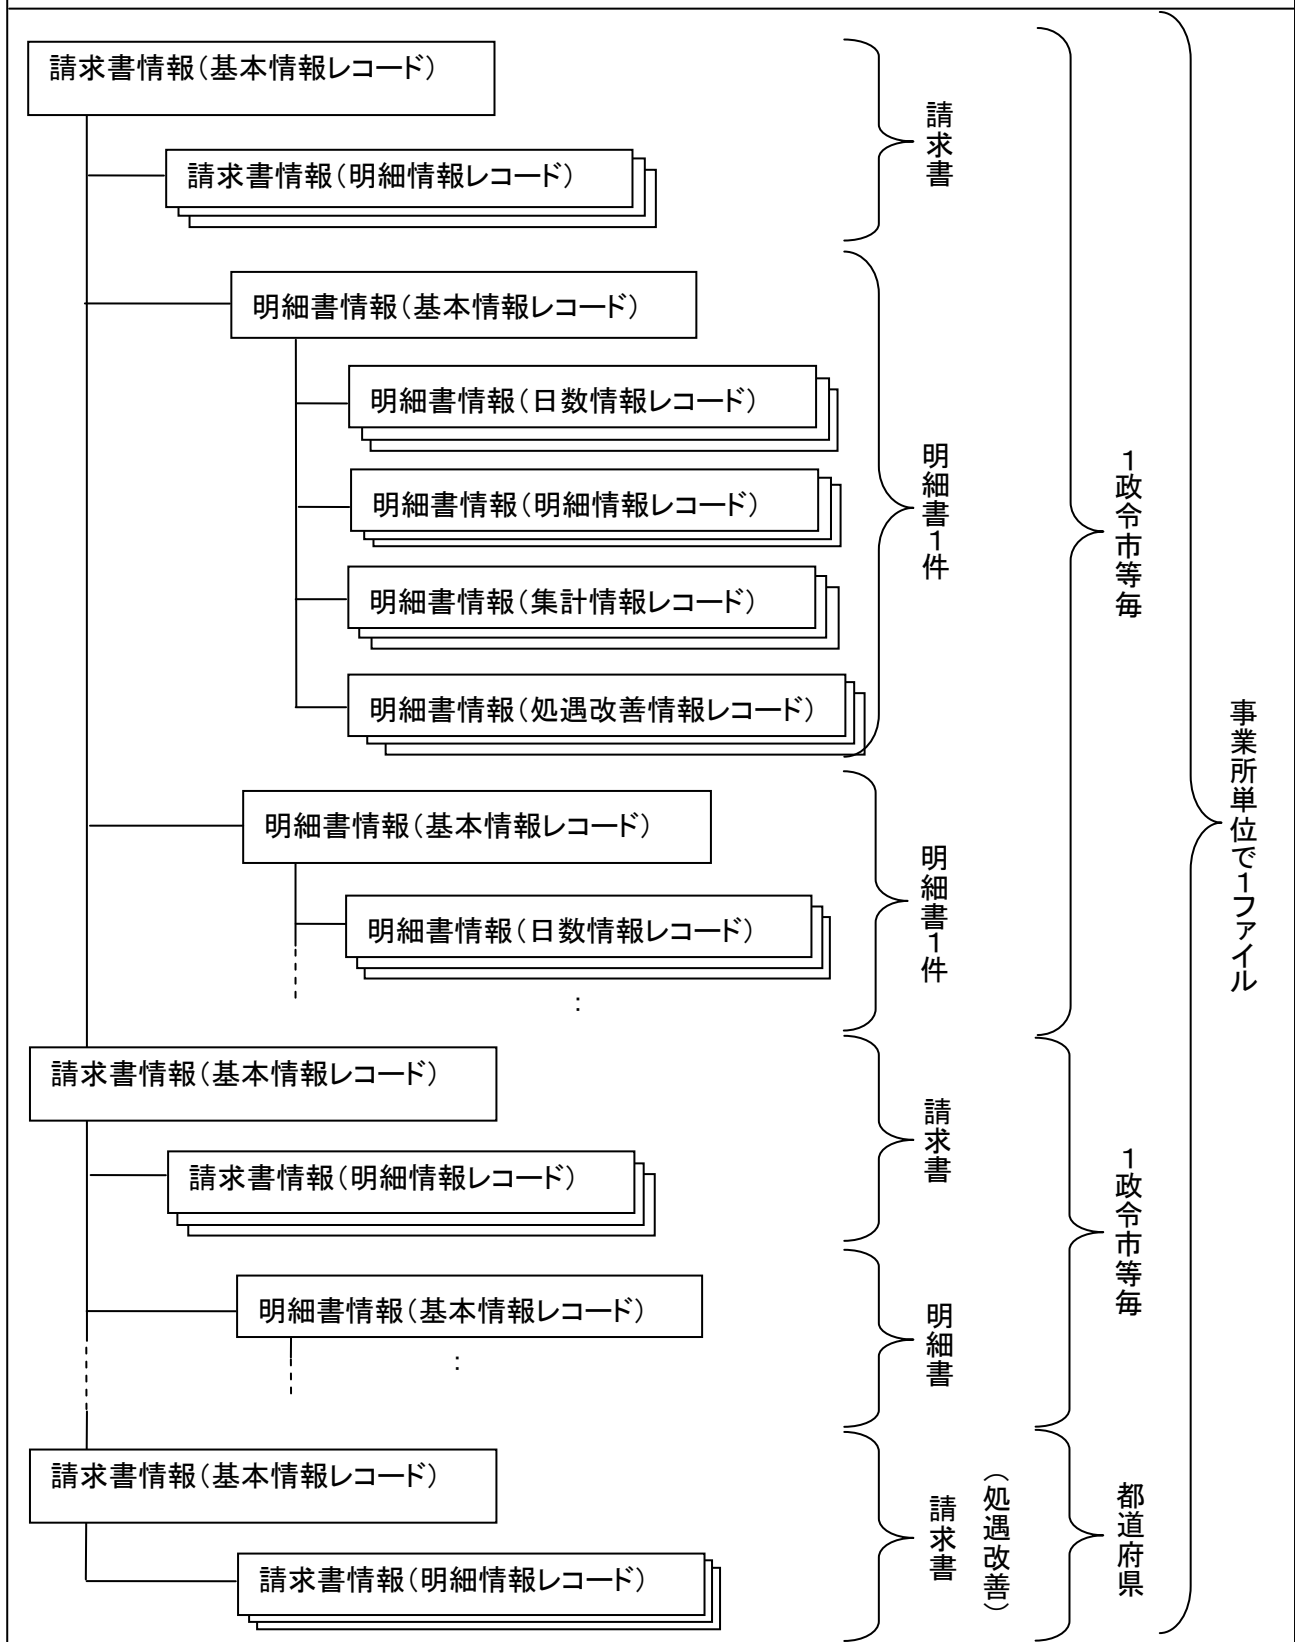 請求書情報(基本情報レコード)
請求書情報(明細情報レコード)
請求書
明細書情報(基本情報レコード)
明細書情報(日数情報レコード)
明細書情報(明細情報レコード)
明細書情報(集計情報レコード)
明細書情報(処遇改善情報レコード)
明細書1件
1政令市等毎
明細書情報(基本情報レコード)
明細書情報(日数情報レコード)
:
明細書1件
事業所単位で1ファイル
請求書情報(基本情報レコード)
請求書情報(明細情報レコード)
請求書
明細書情報(基本情報レコード)
:
明細書
1政令市等毎
請求書情報(基本情報レコード)
請求書情報(明細情報レコード)
請求書
(処遇改善)
都道府県